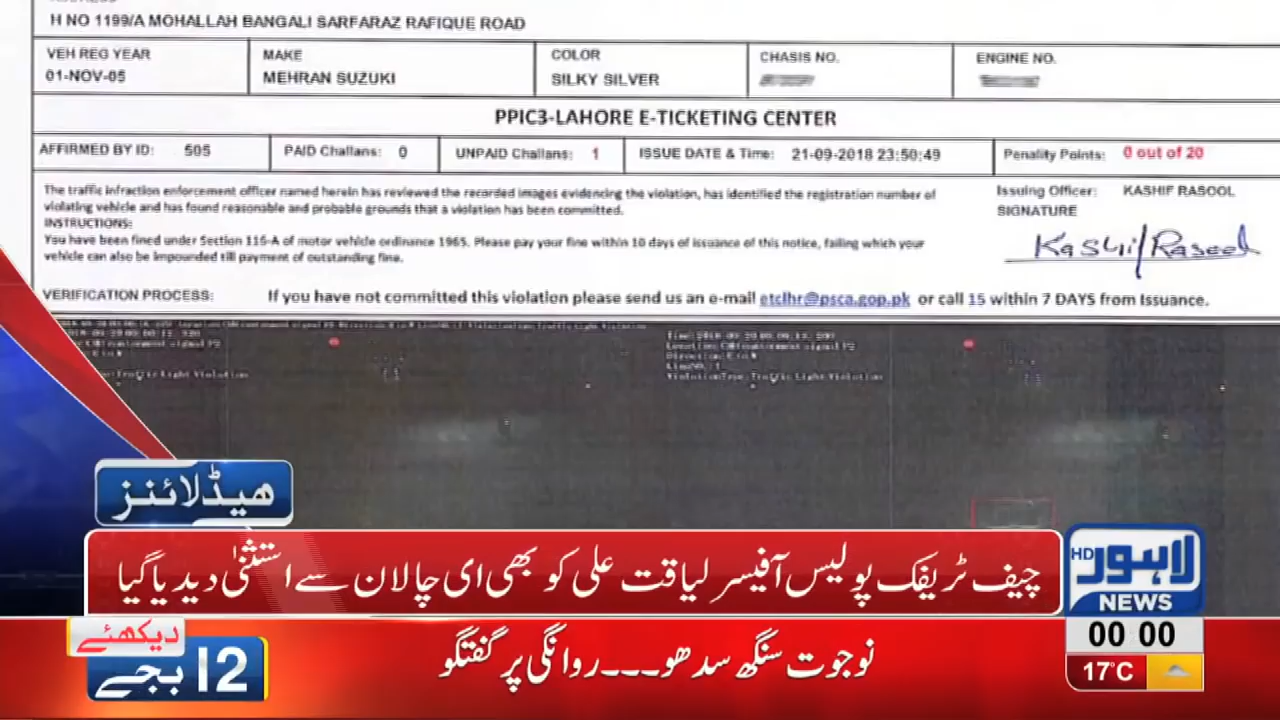 H NO 1199/A MOHALLAH BANGALI SARFARAZ RAFIQUE ROAD
VEH REG YEAR MAKE COLOR CHASIS NO. ENGINE NO.
01-NOV-05 MEHRAN SUZUKI SILKY SILVER
PPIC3-LAHORE E-TICKETING CENTER
AFFIRMED BY ID: 505 PAID Challans: 0 UNPAID Challans: 1 ISSUE DATE & Time: 21-09-2018 23:50:49 Penality Points: 0 out of 20
The traffic infraction enforcement officer named herein has reviewed the recorded images evidencing the violation, has identified the registration number of
violating vehicle and has found reasonable and probable grounds that a violation has been committed.
INSTRUCTIONS:
You have been fined under Section 116-A of motor vehicle ordinance 1965. Please pay your fine within 10 days of issuance of this notice, failing which your
vehicle can also be impounded till payment of outstanding fine.
Issuing Officer: KASHIF RASOOL
SIGNATURE
Kashif Rasool
VERIFICATION PROCESS: If you have not committed this violation please send us an e-mail etclhr@psca.gop.pk or call 15 within 7 DAYS from Issuance.
Traffic Light Violation
ہیڈلائنز
چیف ٹریفک پولیس آفیسر لیاقت علی کو بھی ای چالان سے استثنیٰ دیدیا گیا
HD لاہور
NEWS
دیکھئے
12 بجے
نوجوت سنگھ سدھو۔۔۔روانگی پر گفتگو
00 00
17°C